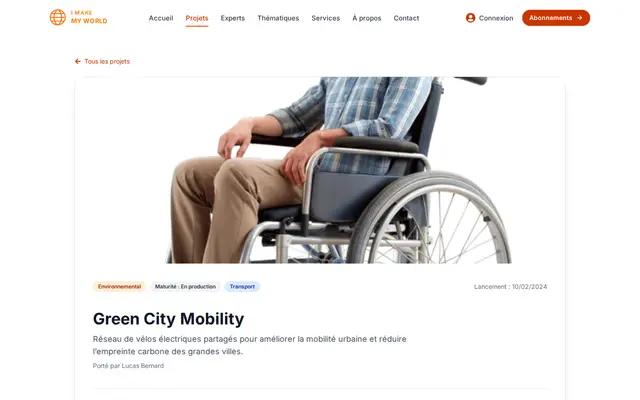 I MAKE
MY WORLD
Accueil
Projets
Experts
Thématiques
Services
À propos
Contact
Connexion
Abonnements
Tous les projets
Environnemental
Maturité : En production
Transport
Lancement : 10/02/2024
Green City Mobility
Réseau de vélos électriques partagés pour améliorer la mobilité urbaine et réduire
l'empreinte carbone des grandes villes.
Porté par Lucas Bernard